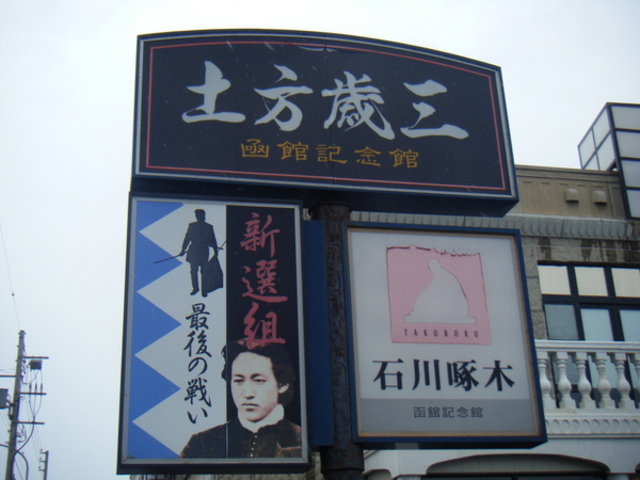 土方歳三
函館記念館
新選組
最後の戦い
TAKUBOKU
石川啄木
函館記念館